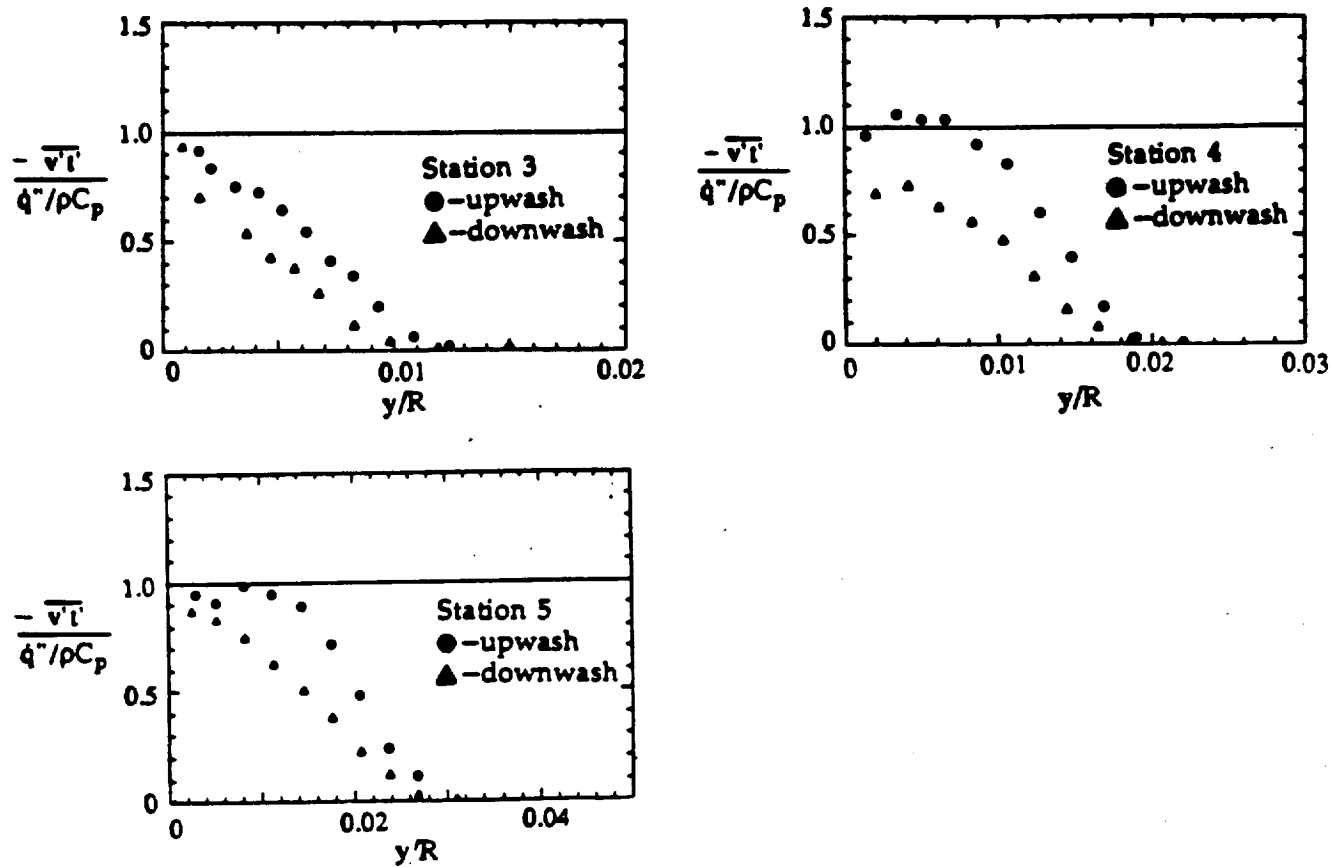 1.5
1.0
0.5
0
− v't'
q̇"/ρCp
Station 3
●−upwash
▲−downwash
0 0.01 0.02
y/R
1.5
1.0
0.5
0
− v't'
q̇"/ρCp
Station 4
●−upwash
▲−downwash
0 0.01 0.02 0.03
y/R
1.5
1.0
0.5
0
− v't'
q̇"/ρCp
Station 5
●−upwash
▲−downwash
0 0.02 0.04
y/R